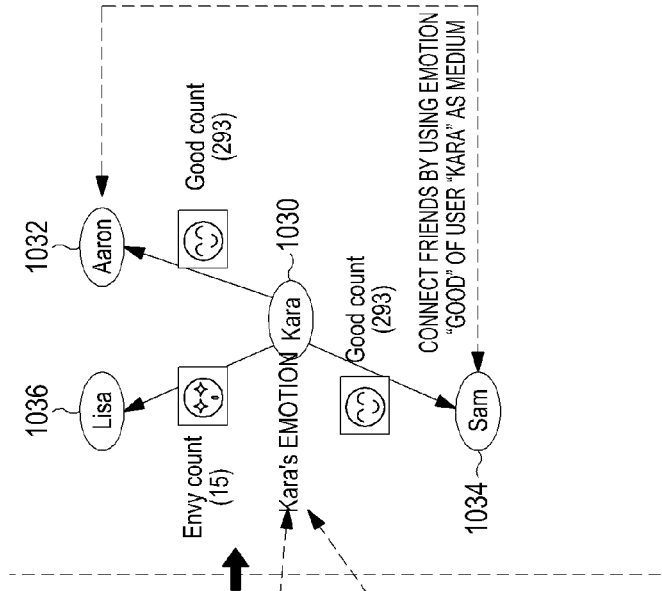 1036
Lisa
1032
Aaron
Envy count
(15)
Good count
(293)
Kara's EMOTION
Kara
1030
Good count
(293)
Sam
1034
CONNECT FRIENDS BY USING EMOTION
"GOOD" OF USER "KARA" AS MEDIUM